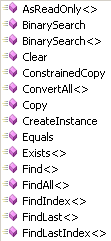 AsReadOnly<>
BinarySearch
BinarySearch<>
Clear
ConstrainedCopy
ConvertAll<>
Copy
CreateInstance
Equals
Exists<>
Find<>
FindAll<>
FindIndex<>
FindLast<>
FindLastIndex<>